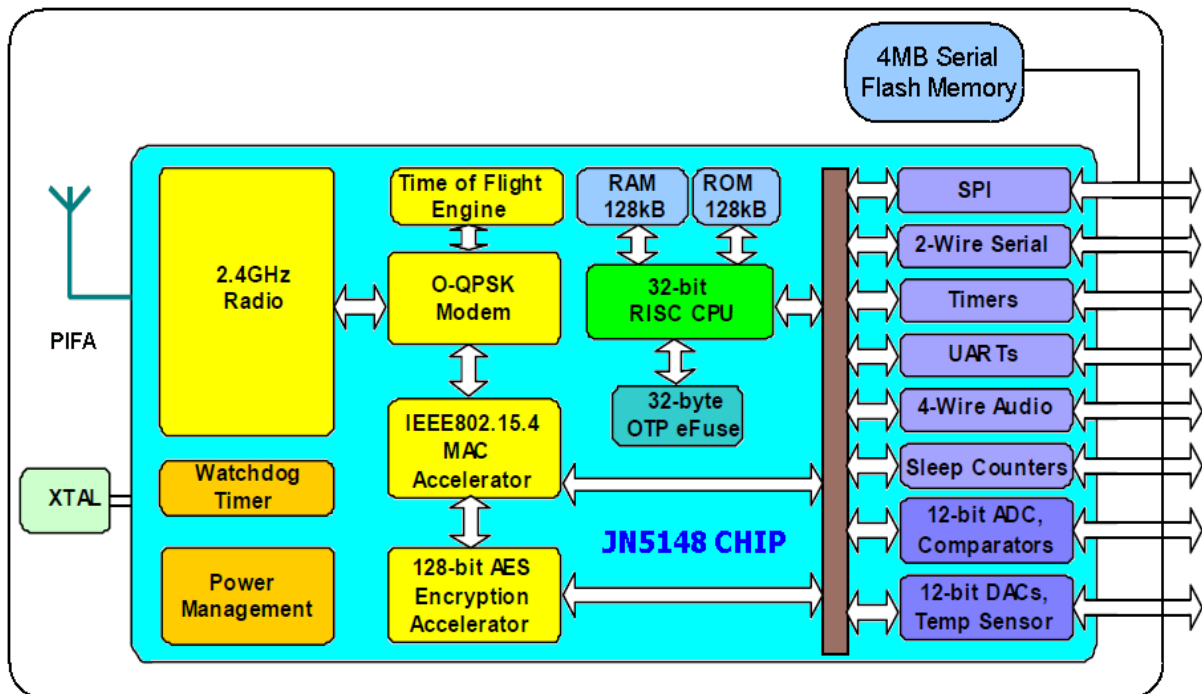 4MB Serial
Flash Memory
PIFA
XTAL
2.4GHz
Radio
Watchdog
Timer
Power
Management
Time of Flight
Engine
O-QPSK
Modem
IEEE802.15.4
MAC
Accelerator
128-bit AES
Encryption
Accelerator
RAM
128kB
ROM
128kB
32-bit
RISC CPU
32-byte
OTP eFuse
JN5148 CHIP
SPI
2-Wire Serial
Timers
UARTs
4-Wire Audio
Sleep Counters
12-bit ADC,
Comparators
12-bit DACs,
Temp Sensor